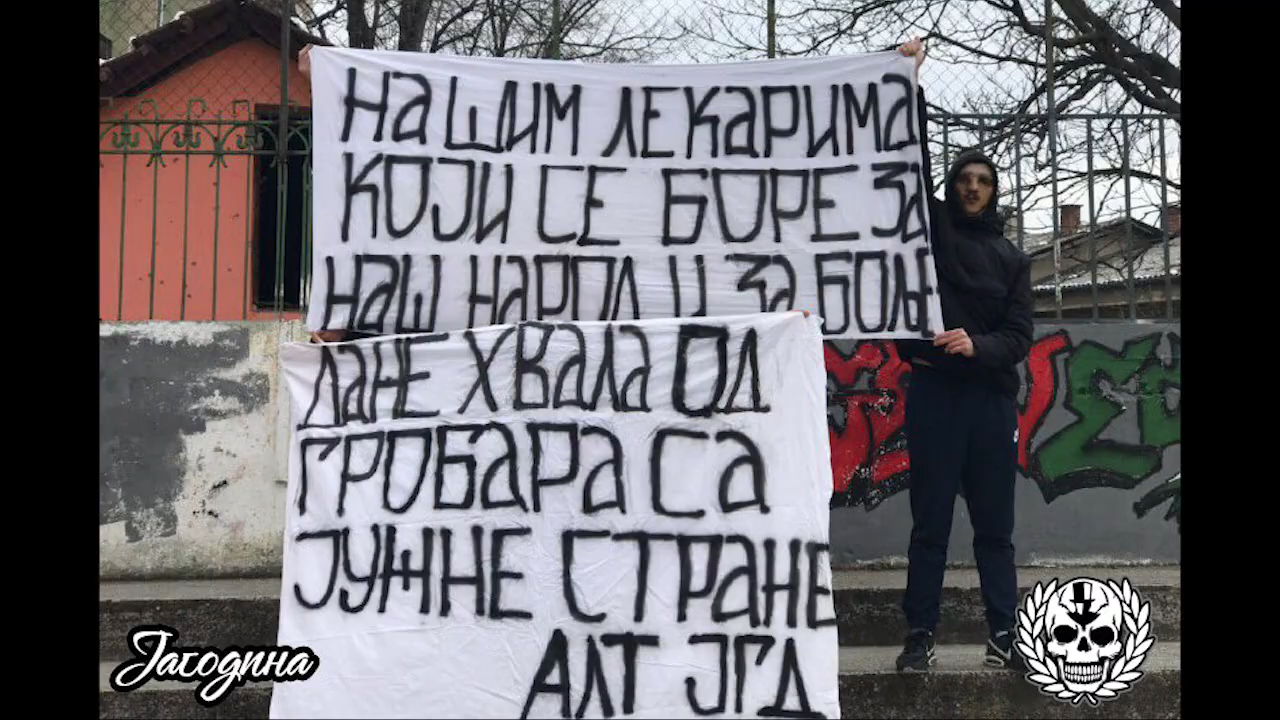 НАШИМ ЛЕКАРИМА
КОЈИ СЕ БОРЕ ЗА
НАШ НАРОД И ЗА БОЉЕ
ДАНЕ ХВАЛА ОД
ГРОБАРА СА
ЈУЖНЕ СТРАНЕ
АЛТ ЈГД
Јагодина